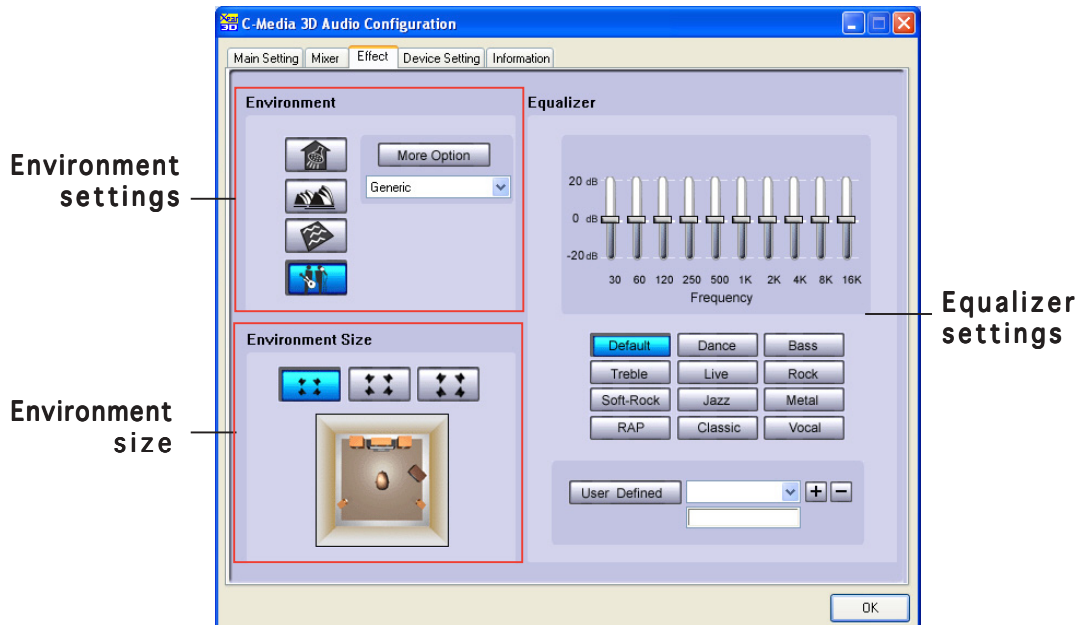 Xear
3D
C-Media 3D Audio Configuration
Main Setting
Mixer
Effect
Device Setting
Information
Environment
More Option
Generic
Environment Size
Equalizer
20 dB
0 dB
-20 dB
30 60 120 250 500 1K 2K 4K 8K 16K
Frequency
Default
Dance
Bass
Treble
Live
Rock
Soft-Rock
Jazz
Metal
RAP
Classic
Vocal
User Defined
OK
Environment
settings
Environment
size
Equalizer
settings